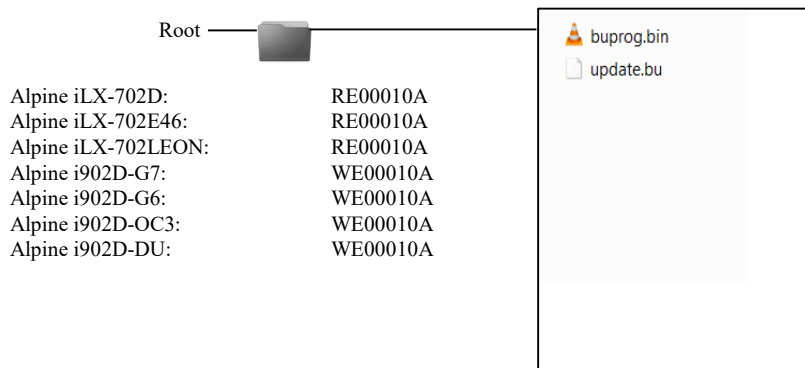 Root
buprog.bin
update.bu
Alpine iLX-702D: RE00010A
Alpine iLX-702E46: RE00010A
Alpine iLX-702LEON: RE00010A
Alpine i902D-G7: WE00010A
Alpine i902D-G6: WE00010A
Alpine i902D-OC3: WE00010A
Alpine i902D-DU: WE00010A